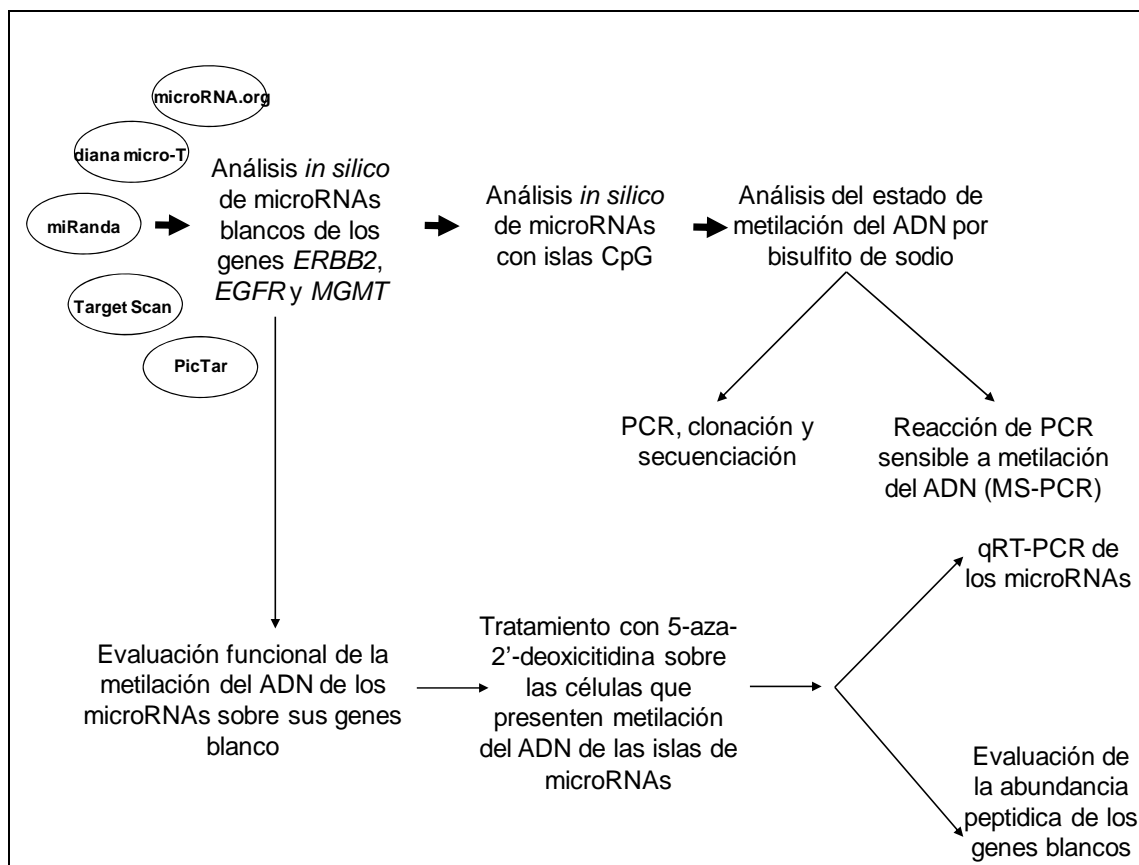 microRNA.org
diana micro-T
miRanda
Target Scan
PicTar
Análisis in silico
de microRNAs
blancos de los
genes ERBB2,
EGFR y MGMT
Análisis in silico
de microRNAs
con islas CpG
Análisis del estado de
metilación del ADN por
bisulfito de sodio
PCR, clonación y
secuenciación
Reacción de PCR
sensible a metilación
del ADN (MS-PCR)
Evaluación funcional de la
metilación del ADN de los
microRNAs sobre sus genes
blanco
Tratamiento con 5-aza-
2’-deoxicitidina sobre
las células que
presenten metilación
del ADN de las islas de
microRNAs
qRT-PCR de
los microRNAs
Evaluación de
la abundancia
peptidica de los
genes blancos